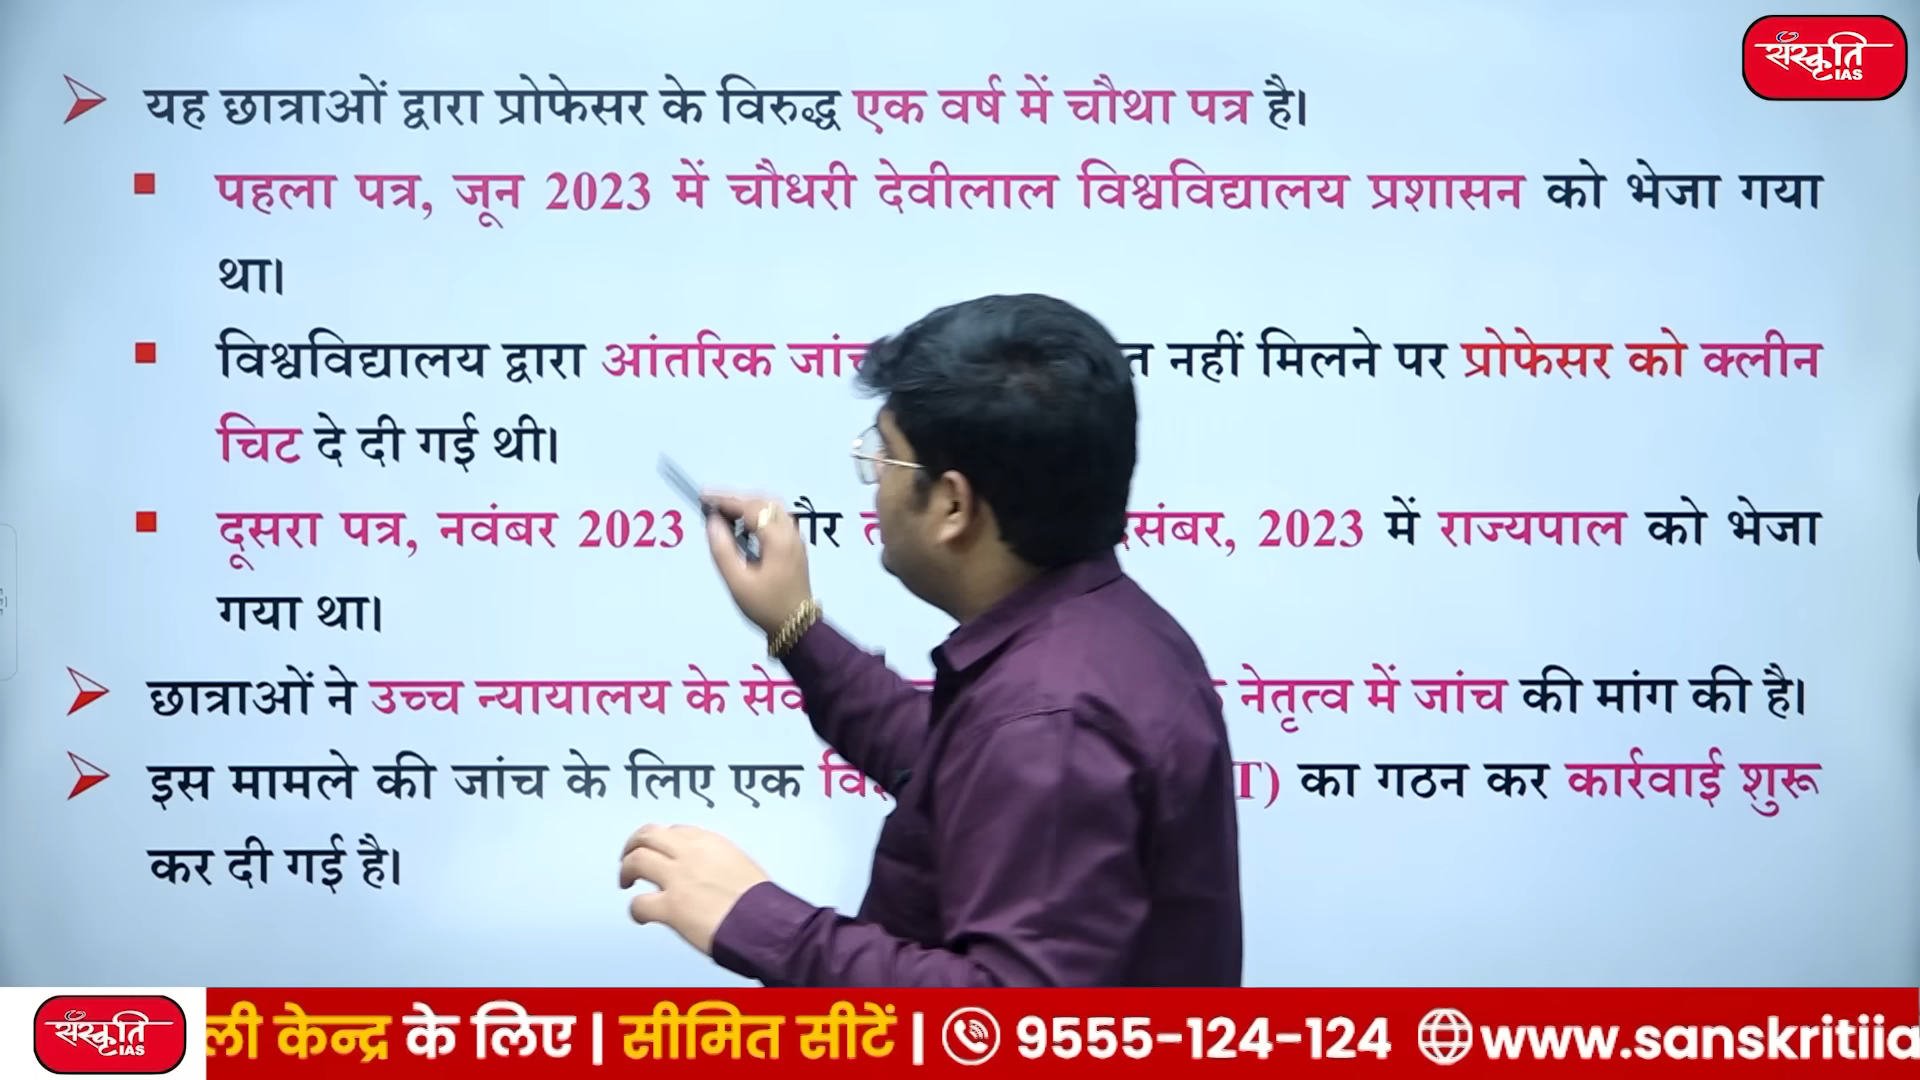 संस्कृति
IAS
यह छात्राओं द्वारा प्रोफेसर के विरुद्ध एक वर्ष में चौथा पत्र है।
पहला पत्र, जून 2023 में चौधरी देवीलाल विश्वविद्यालय प्रशासन को भेजा गया
था।
विश्वविद्यालय द्वारा आंतरिक नहीं मिलने पर प्रोफेसर को क्लीन
चिट दे दी गई थी।
दूसरा पत्र, नवंबर 2023 2023 में राज्यपाल को भेजा
गया था।
छात्राओं ने उच्च न्यायालय के नेतृत्व में जांच की मांग की है।
इस मामले की जांच के लिए एक का गठन कर कार्रवाई शुरू
कर दी गई है।
संस्कृति
IAS
केन्द्र के लिए | सीमित सीटें | 9555-124-124 www.sanskritiia